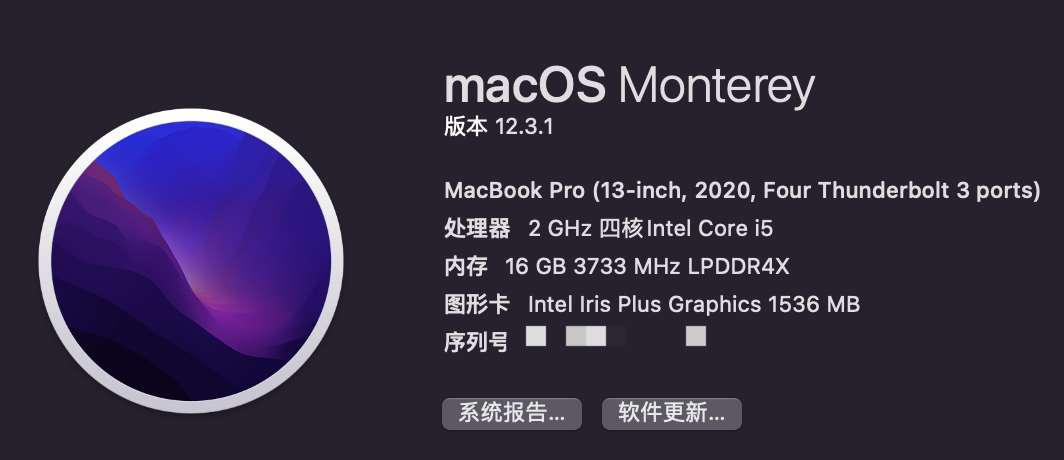 macOS Monterey
版本 12.3.1
MacBook Pro (13-inch, 2020, Four Thunderbolt 3 ports)
处理器 2 GHz 四核Intel Core i5
内存 16 GB 3733 MHz LPDDR4X
图形卡 Intel Iris Plus Graphics 1536 MB
序列号
系统报告... 软件更新...